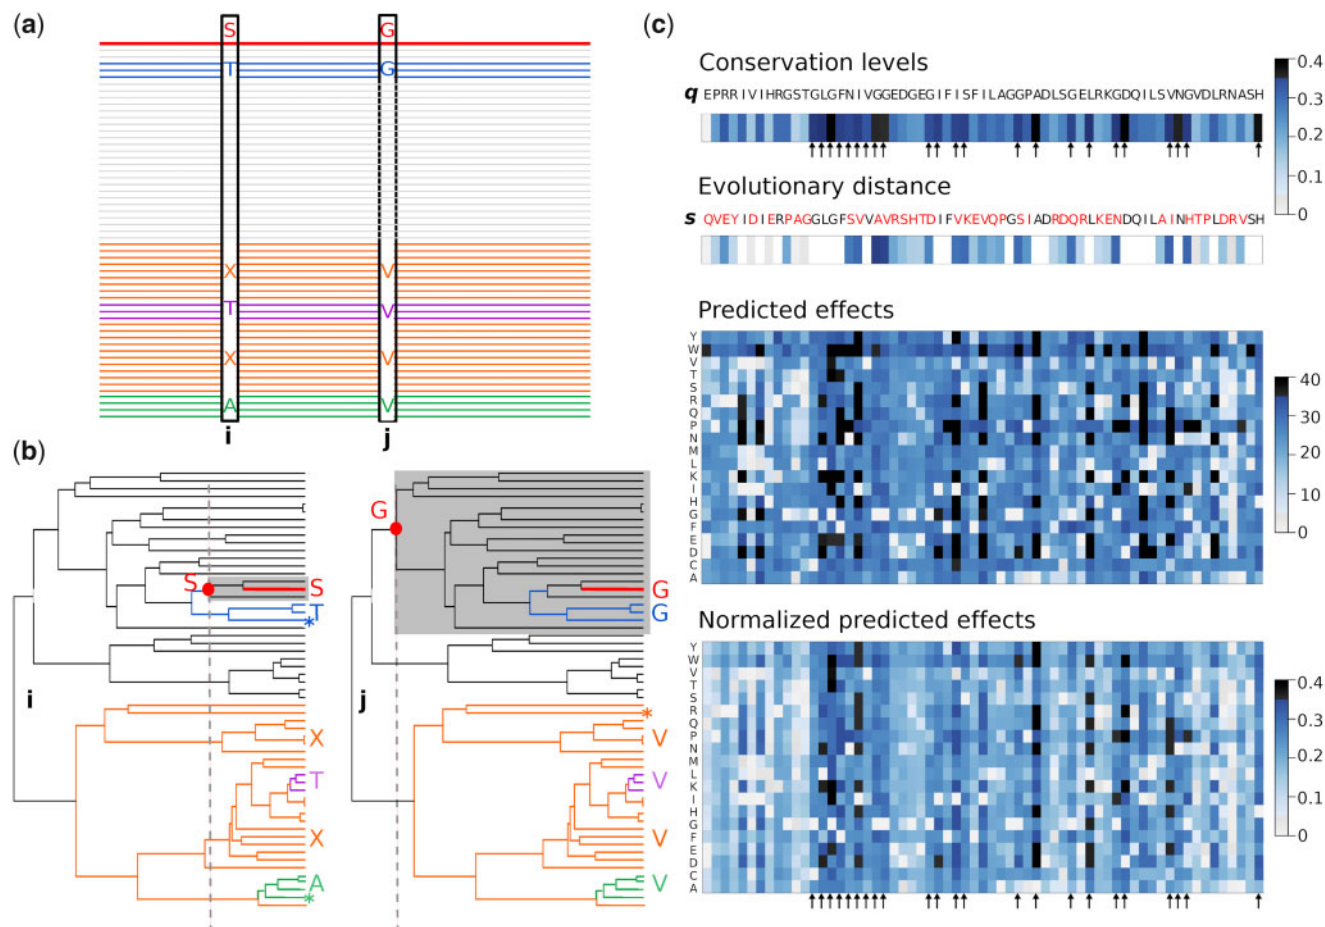 (a)
S G
T G
X V
T V
X V
A V
i j
(b)
G
S S G
T G
*
i j
*
X V
T V
X V
A V
*
(c)
Conservation levels
q EPRRIVIHRGSTGLGFNIVGGEDGEGIFISFILAGGPADLSGELRKGDQILSVNGVDLRNASH
0.4
0.3
0.2
0.1
0
Evolutionary distance
s QVEYIDIERPAGGLGFSVVAVRSHTDIFVKEVQPGSIADRDQRLKENDQILAINHTPLDRVSH
Predicted effects
Y
W
V
T
S
R
Q
P
N
M
L
K
I
H
G
F
E
D
C
A
40
30
20
10
0
Normalized predicted effects
Y
W
V
T
S
R
Q
P
N
M
L
K
I
H
G
F
E
D
C
A
0.4
0.3
0.2
0.1
0